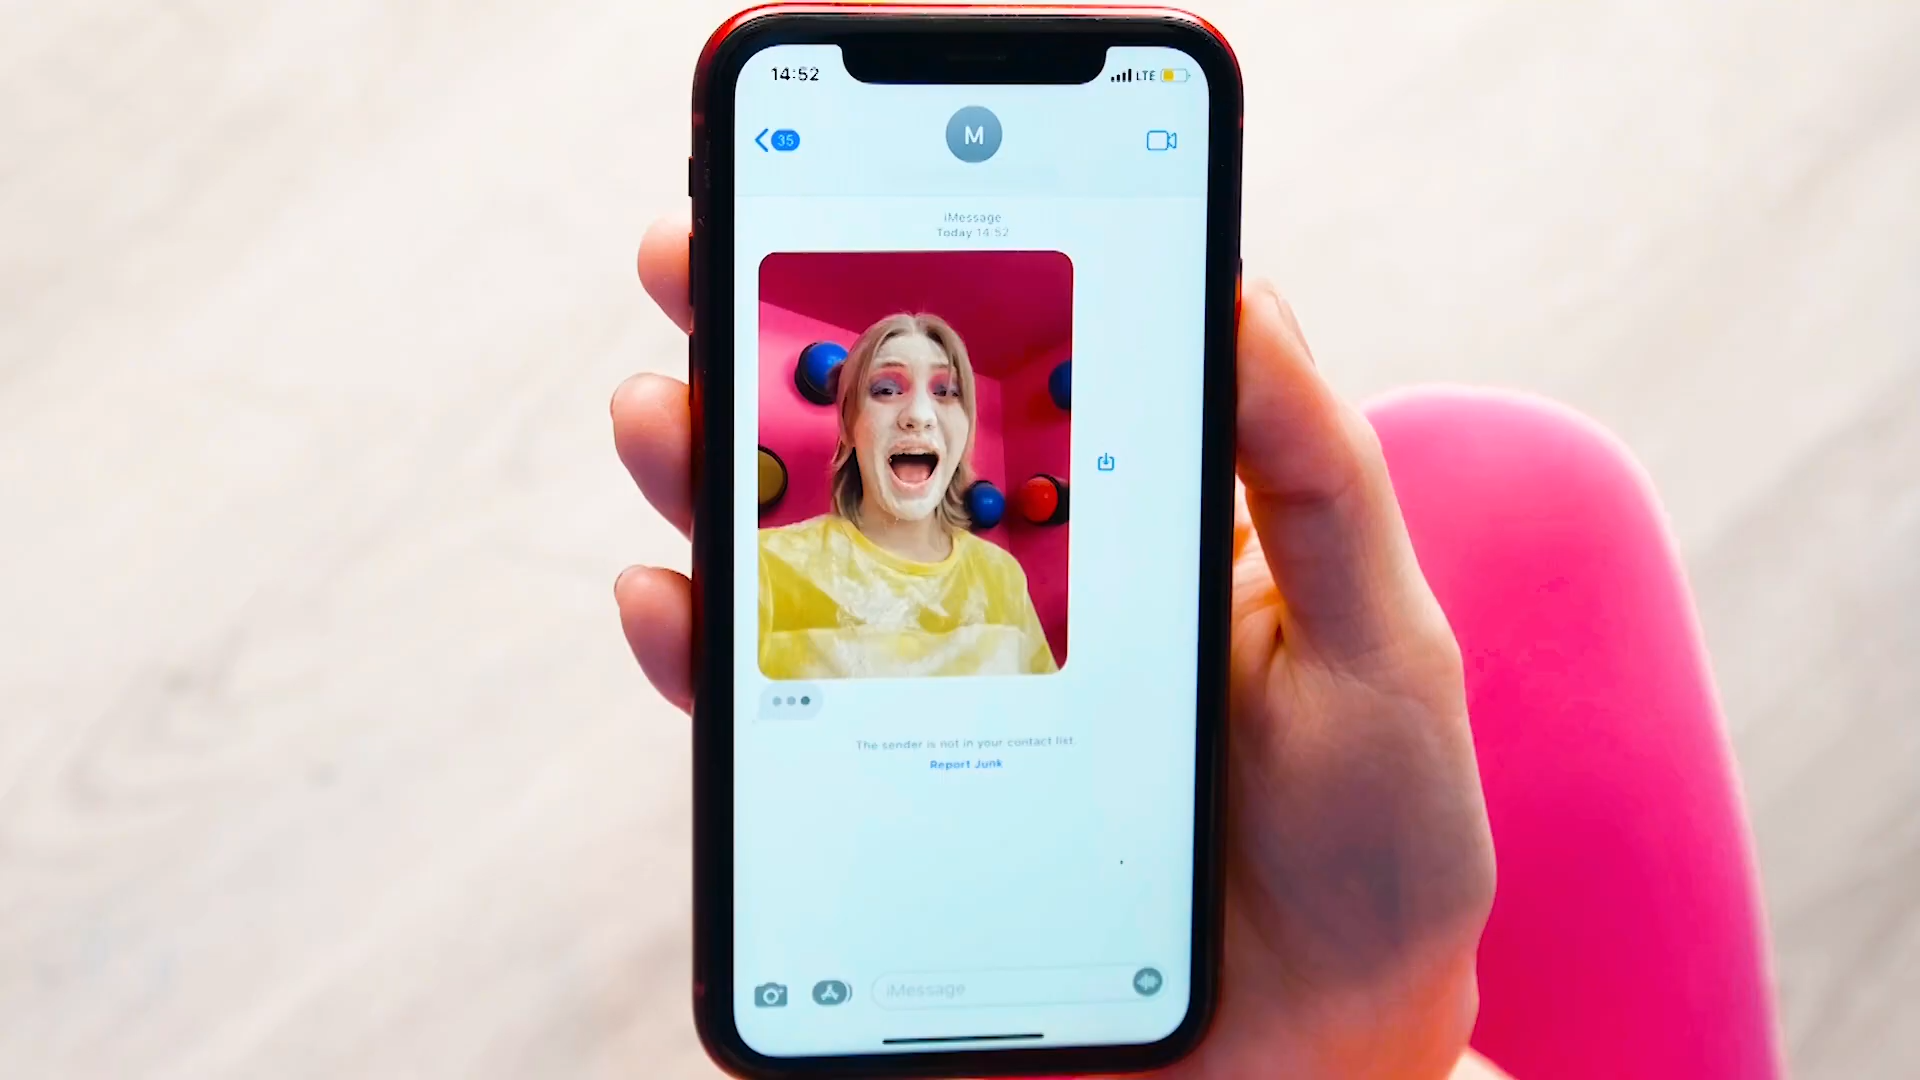 14:52
LTE
35
M
iMessage
Today 14:52
The sender is not in your contact list.
Report Junk
iMessage